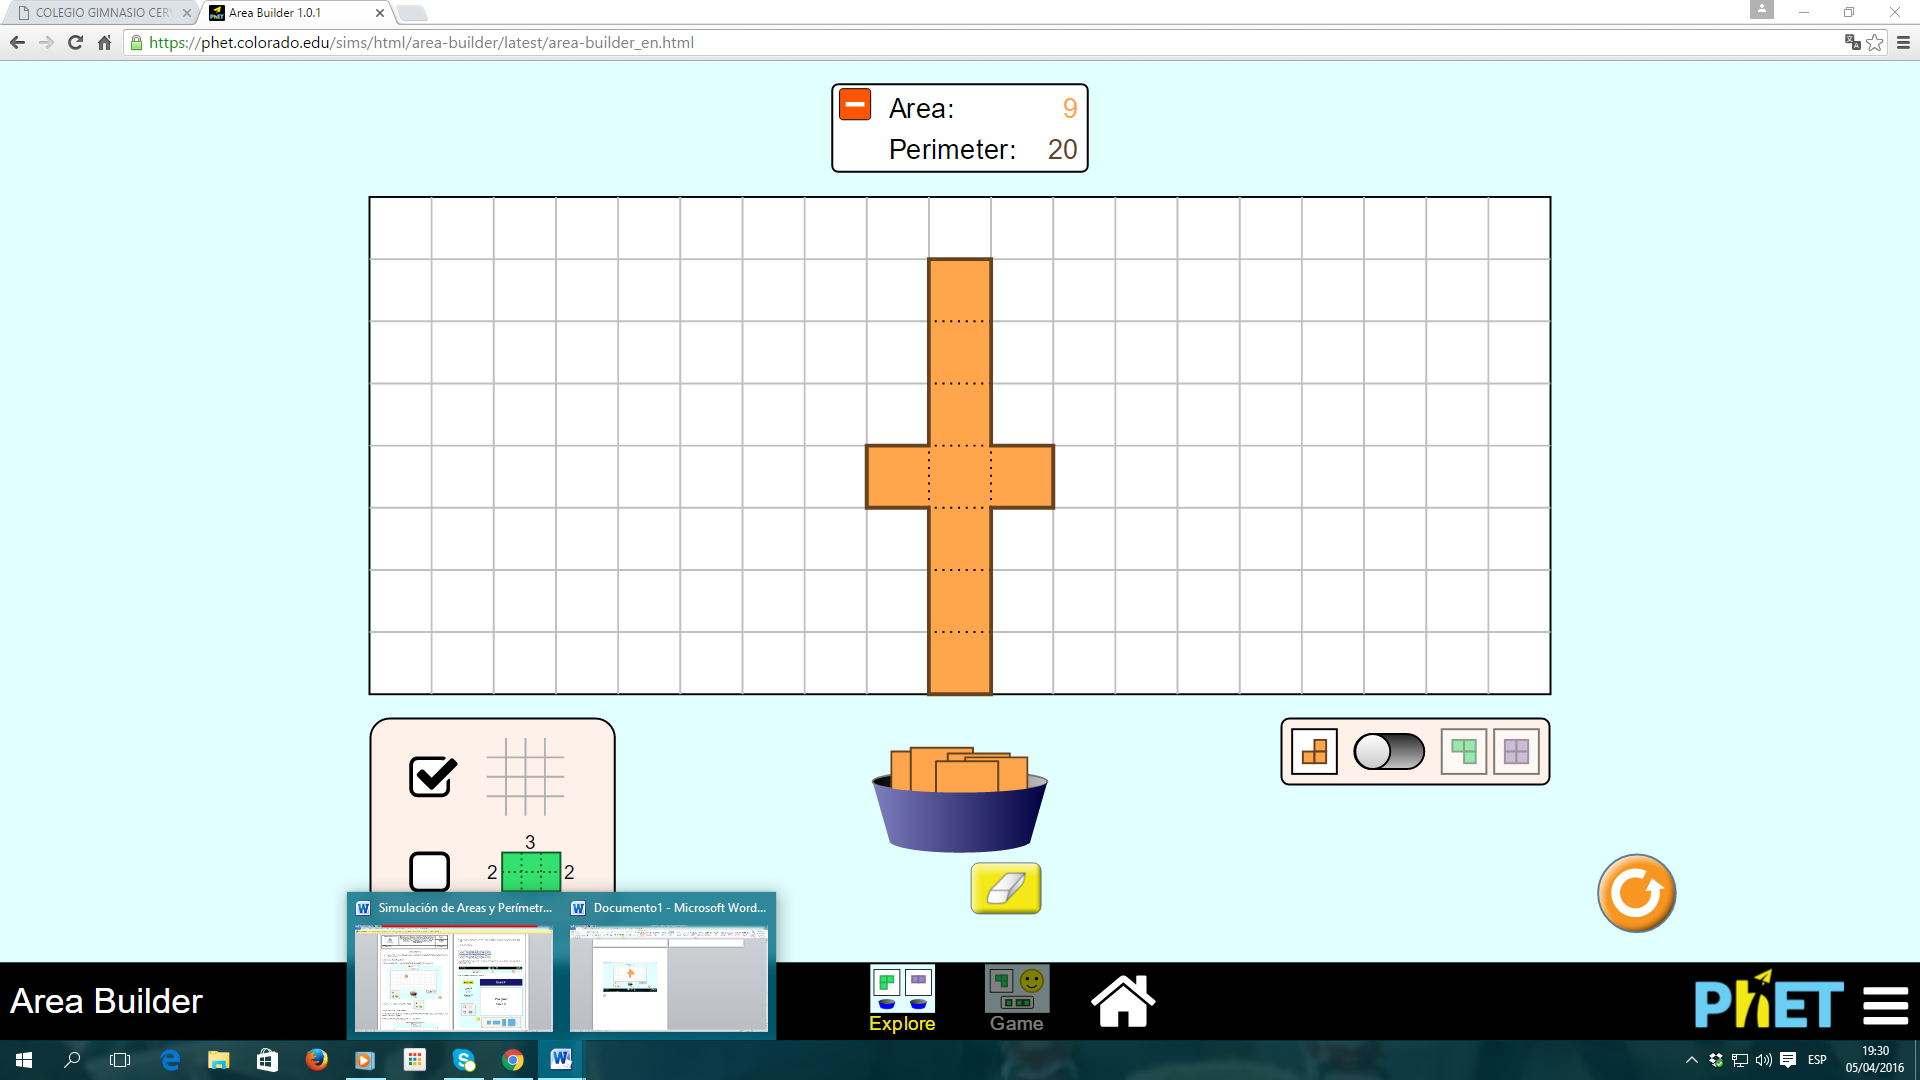 COLEGIO GIMNASIO CER
Area Builder 1.0.1
https://phet.colorado.edu/sims/html/area-builder/latest/area-builder_en.html
Area: 9
Perimeter: 20
3
2 2
Simulación de Areas y Perímetr...
Documento1 - Microsoft Word...
Area Builder
Explore
Game
PhET
ESP
19:30
05/04/2016